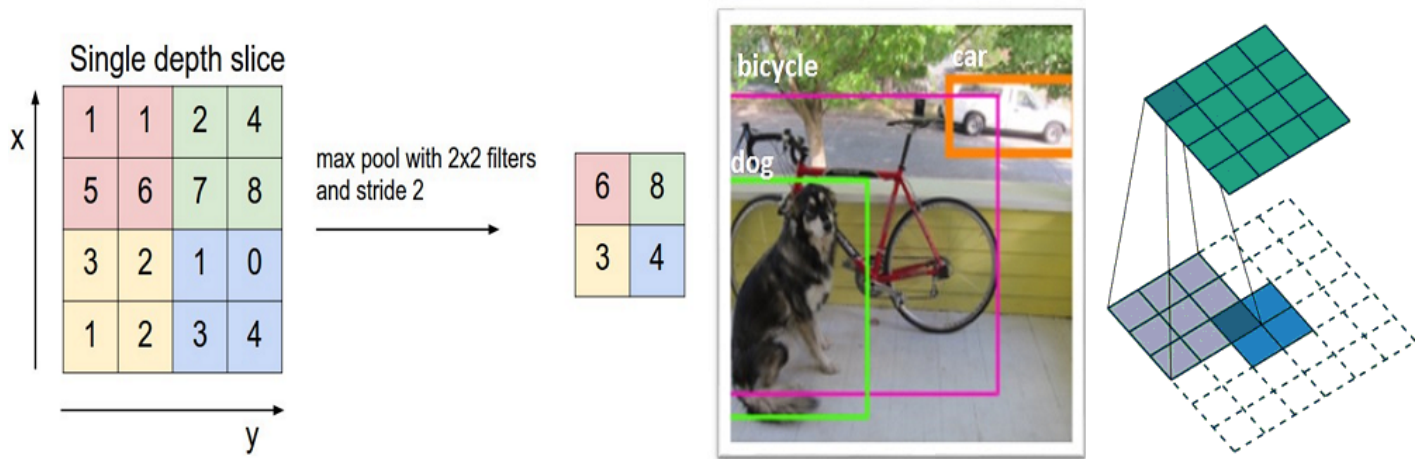 Single depth slice
x
1 1 2 4
5 6 7 8
3 2 1 0
1 2 3 4
y
max pool with 2x2 filters
and stride 2
6 8
3 4
bicycle
car
dog